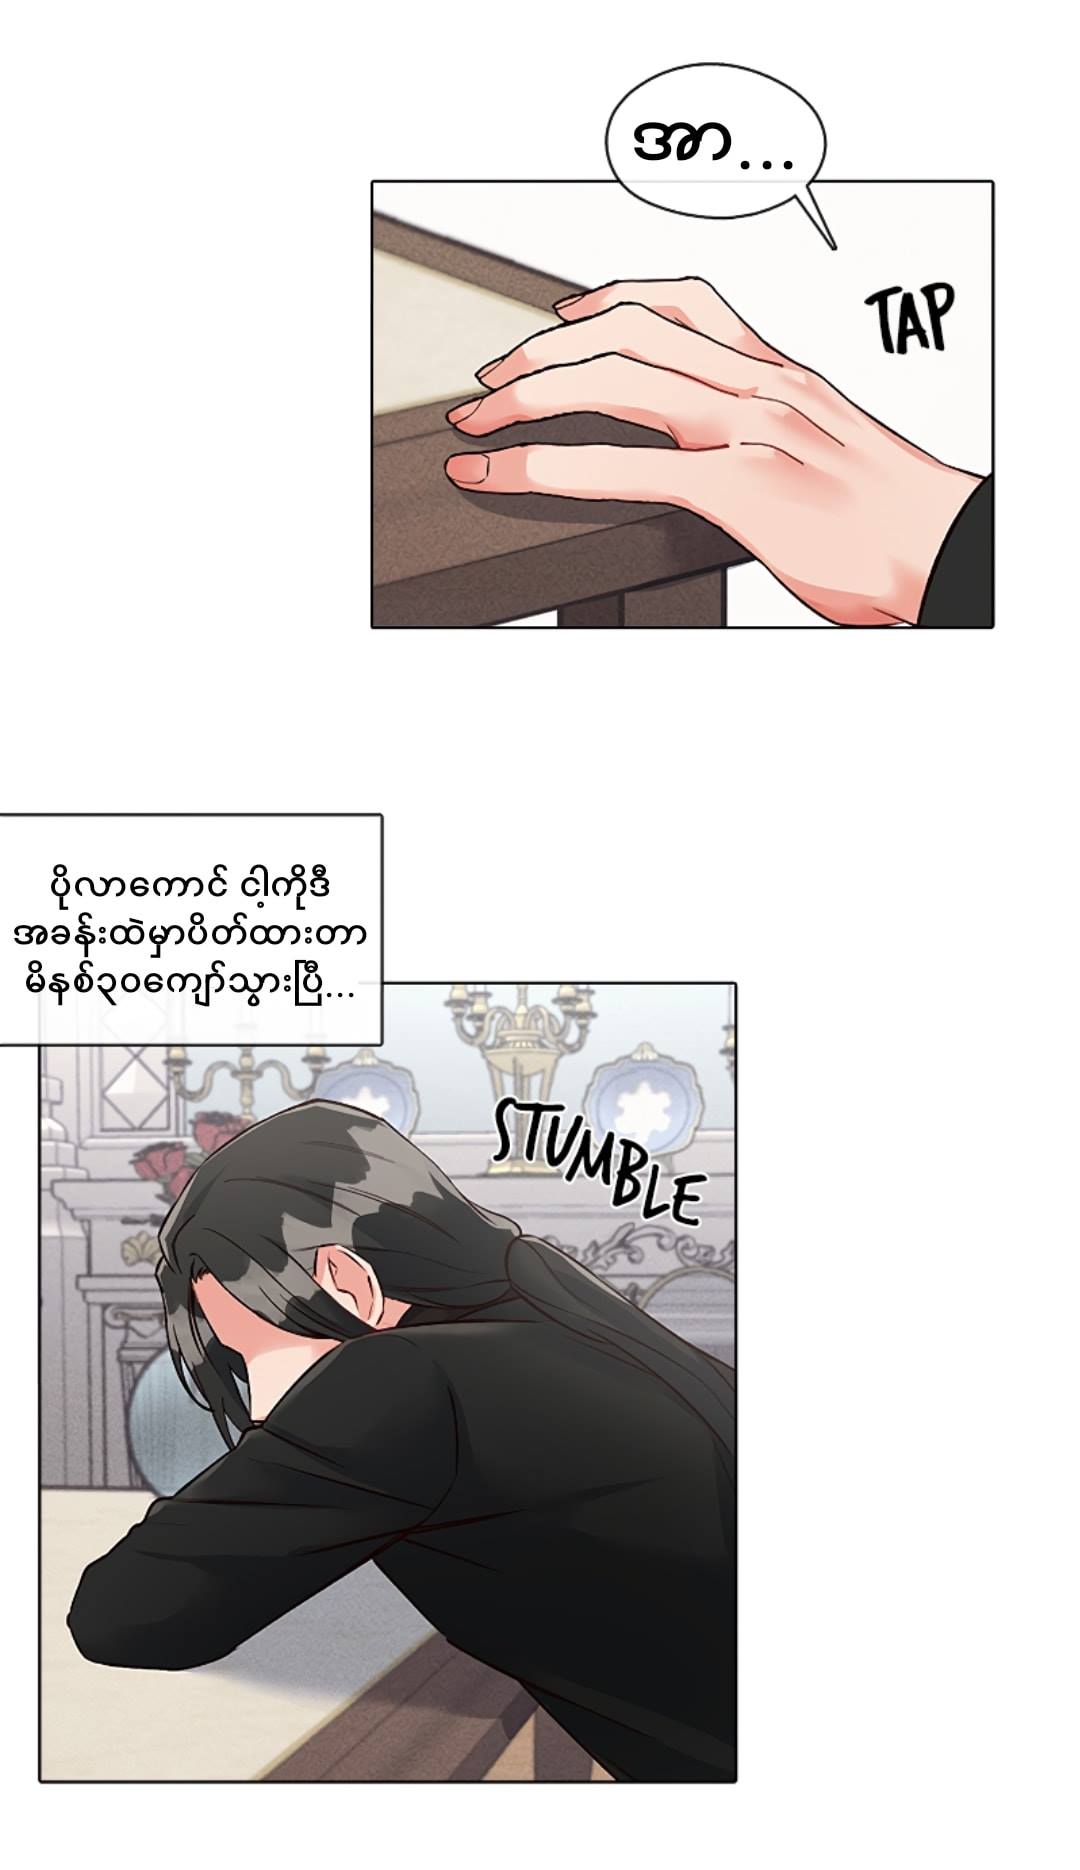 အာ...
TAP
ပိုလာကောင် ငါ့ကိုဒီ
အခန်းထဲမှာပိတ်ထားတာ
မိနစ်၃၀ကျော်သွားပြီ...
STUMBLE